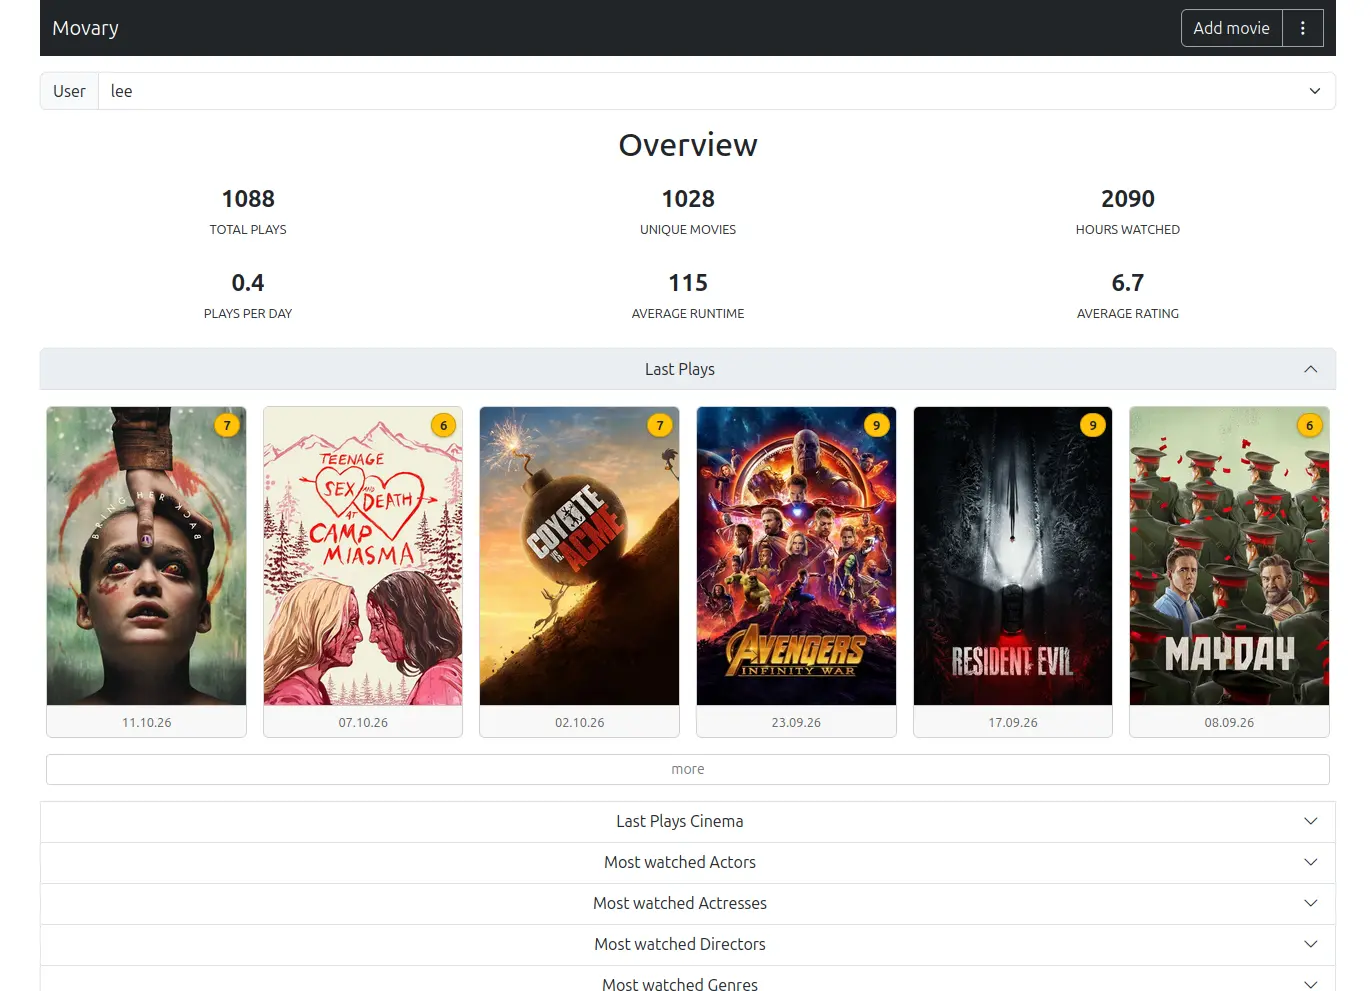 Movary
Add movie
User
lee
Overview
1088
1028
2090
TOTAL PLAYS
UNIQUE MOVIES
HOURS WATCHED
0.4
115
6.7
PLAYS PER DAY
AVERAGE RUNTIME
AVERAGE RATING
Last Plays
7
6
7
9
9
6
BRING HER BACK
TEENAGE
SEX AND DEATH
AT
CAMP
MIASMA
COYOTE
VS.
ACME
AVENGERS
INFINITY WAR
RESIDENT EVIL
MAYDAY
11.10.26
07.10.26
02.10.26
23.09.26
17.09.26
08.09.26
more
Last Plays Cinema
Most watched Actors
Most watched Actresses
Most watched Directors
Most watched Genres